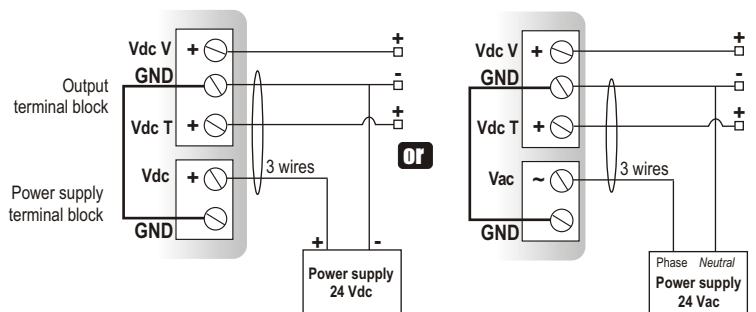 Output
terminal block
Power supply
terminal block
Vdc V
+
GND
Vdc T
+
Vdc
+
GND
+
-
+
3 wires
+
-
Power supply
24 Vdc
or
Vdc V
+
GND
Vdc T
+
Vac
~
GND
+
-
+
3 wires
Phase Neutral
Power supply
24 Vac